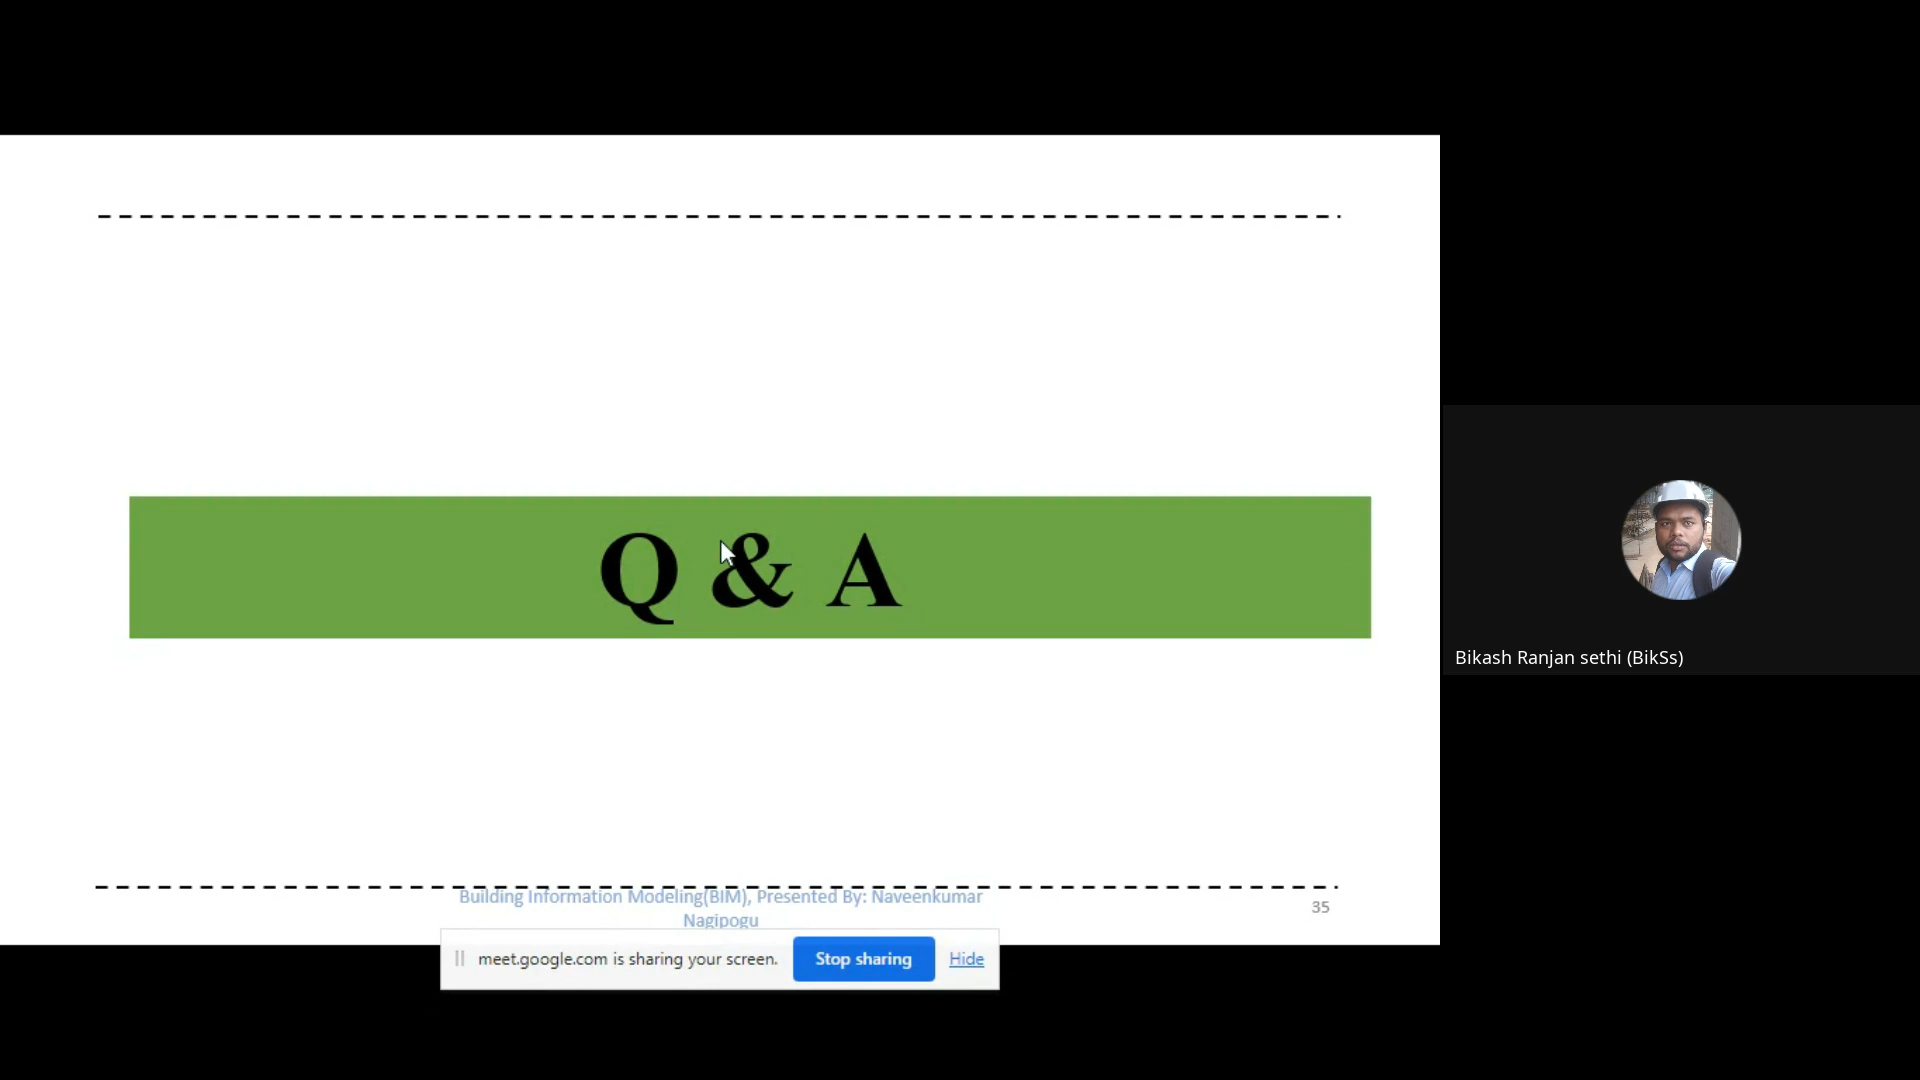 Q & A
Bikash Ranjan sethi (BikSs)
Building Information Modeling(BIM), Presented By: Naveenkumar
Nagipogu
35
meet.google.com is sharing your screen. Stop sharing Hide